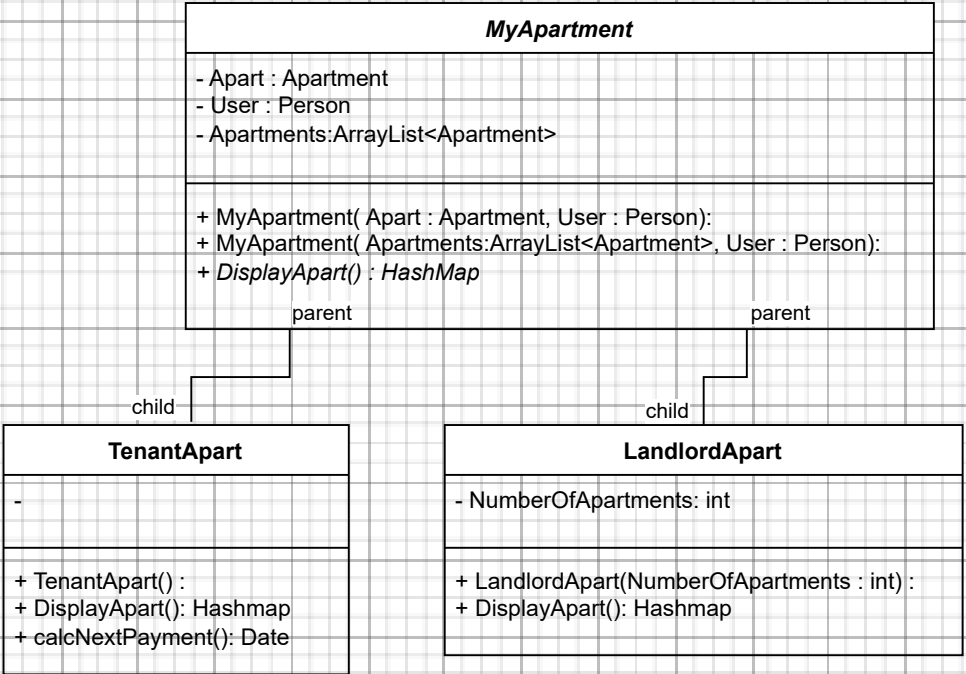 MyApartment
- Apart : Apartment
- User : Person
- Apartments:ArrayList<Apartment>
+ MyApartment( Apart : Apartment, User : Person):
+ MyApartment( Apartments:ArrayList<Apartment>, User : Person):
+ DisplayApart() : HashMap
parent
parent
child
child
TenantApart
-
+ TenantApart() :
+ DisplayApart(): Hashmap
+ calcNextPayment(): Date
LandlordApart
- NumberOfApartments: int
+ LandlordApart(NumberOfApartments : int) :
+ DisplayApart(): Hashmap